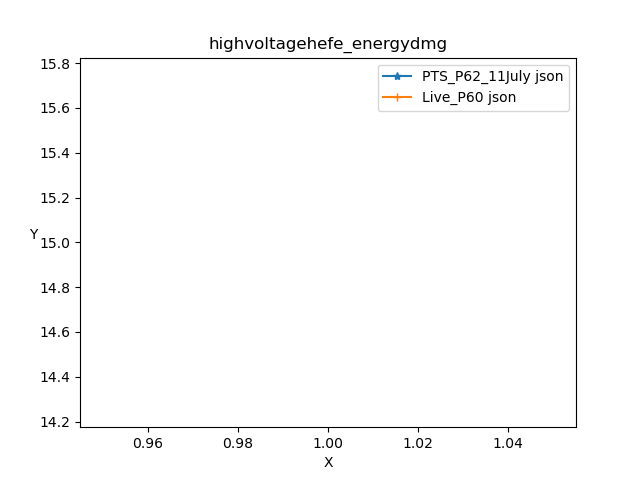 highvoltagehefe_energydmg
PTS_P62_11July json
Live_P60 json
15.8
15.6
15.4
15.2
15.0
14.8
14.6
14.4
14.2
Y
0.96 0.98 1.00 1.02 1.04
X